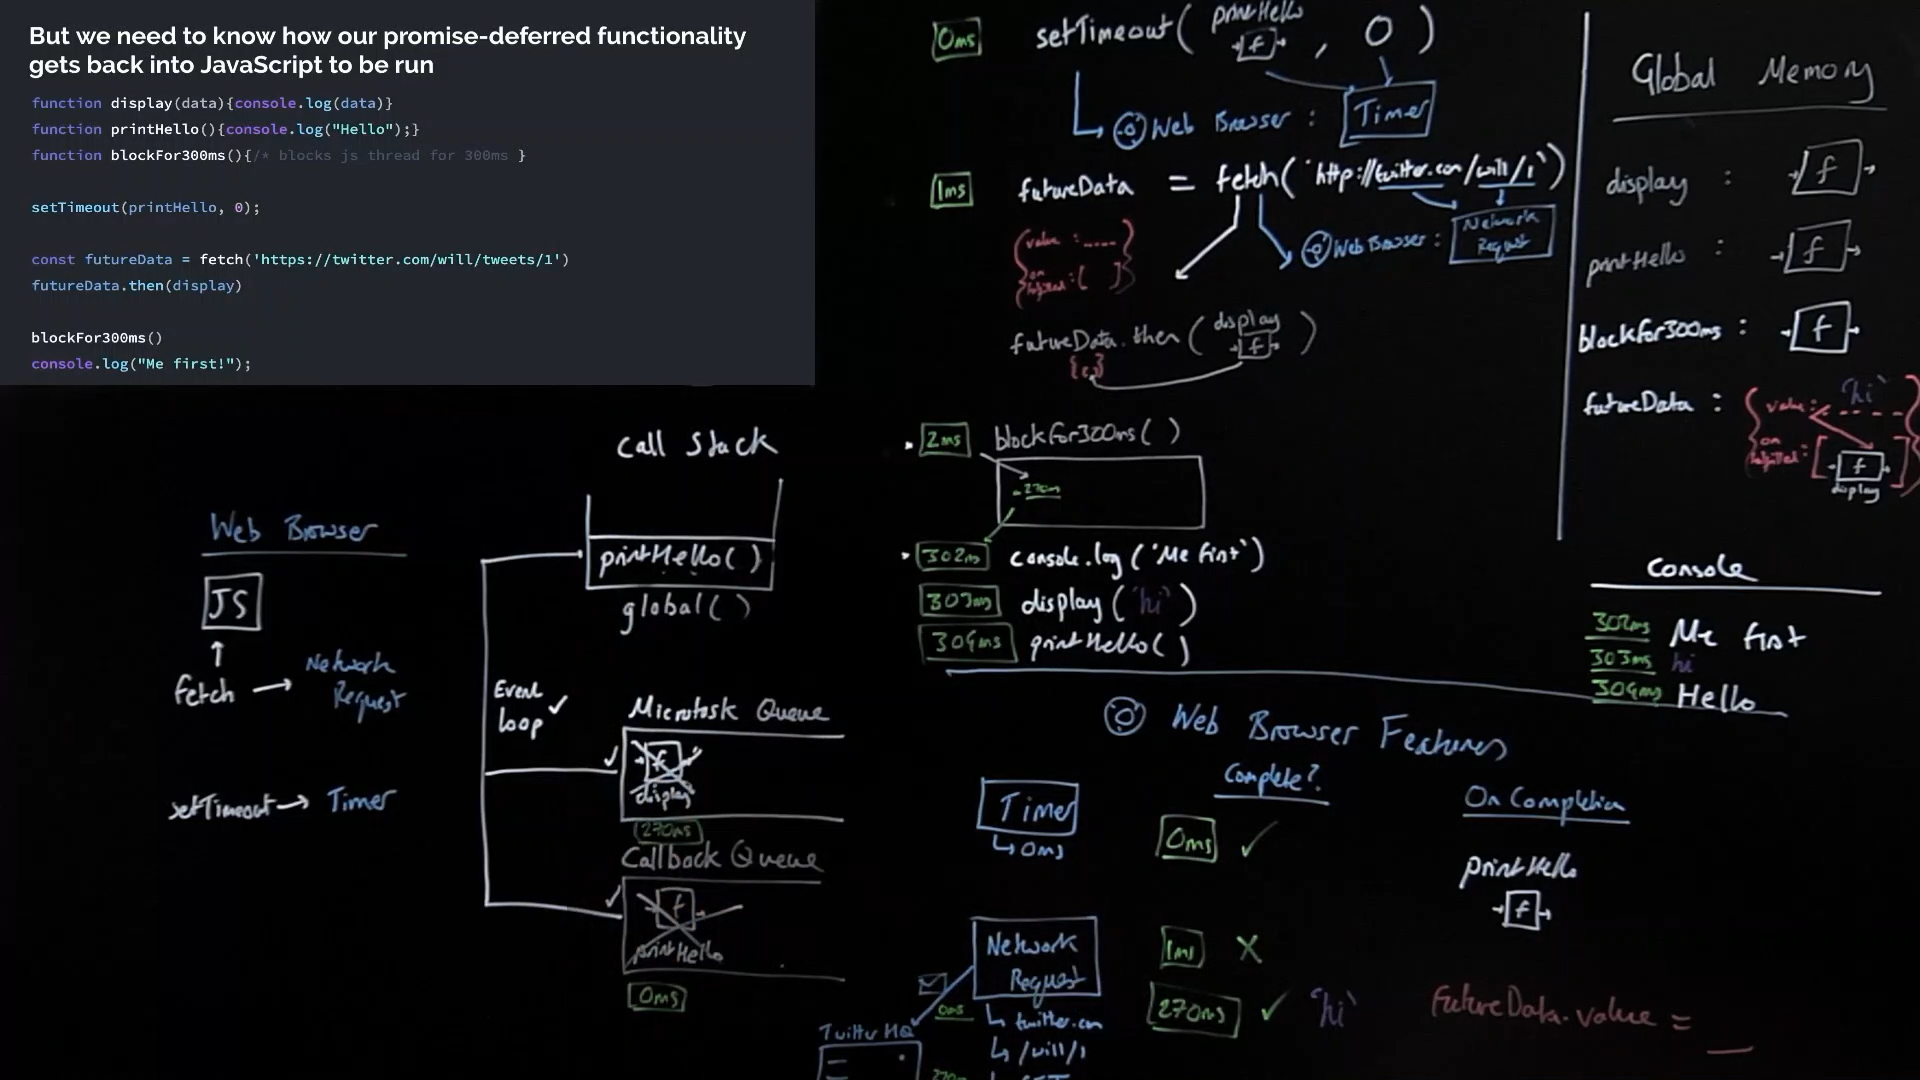 But we need to know how our promise-deferred functionality
gets back into JavaScript to be run
function display(data){console.log(data)}
function printHello(){console.log("Hello");}
function blockFor300ms(){/* blocks js thread for 300ms }
setTimeout(printHello, 0);
const futureData = fetch('https://twitter.com/will/tweets/1')
futureData.then(display)
blockFor300ms()
console.log("Me first!");
0ms setTimeout( printHello f , 0 )
Web Browser : Timer
1ms futureData = fetch('http://twitter.com/will/1')
{ value : .....
on fulfilled : [ ] }
Web Browser : Network Request
futureData.then ( display f )
2ms blockFor300ms( )
270ms
302ms console.log ('Me first')
303ms display ('hi')
304ms printHello( )
Global Memory
display : f
printHello : f
blockFor300ms : f
futureData : { value : 'hi'
on fulfilled : [ f ] }
display
Console
302ms Me first
303ms hi
304ms Hello
Call Stack
printHello( )
global( )
Web Browser
JS
fetch → Network Request
setTimeout → Timer
Event loop ✓
Microtask Queue
f
display
270ms
Callback Queue
f
printHello
0ms
Web Browser Features
Complete? On Completion
Timer 0ms ✓ printHello
↳ 0ms f
Network Request 1ms X
270ms ✓ 'hi' futureData.value =
0ms ↳ twitter.com
Twitter HQ
↳ /will/1